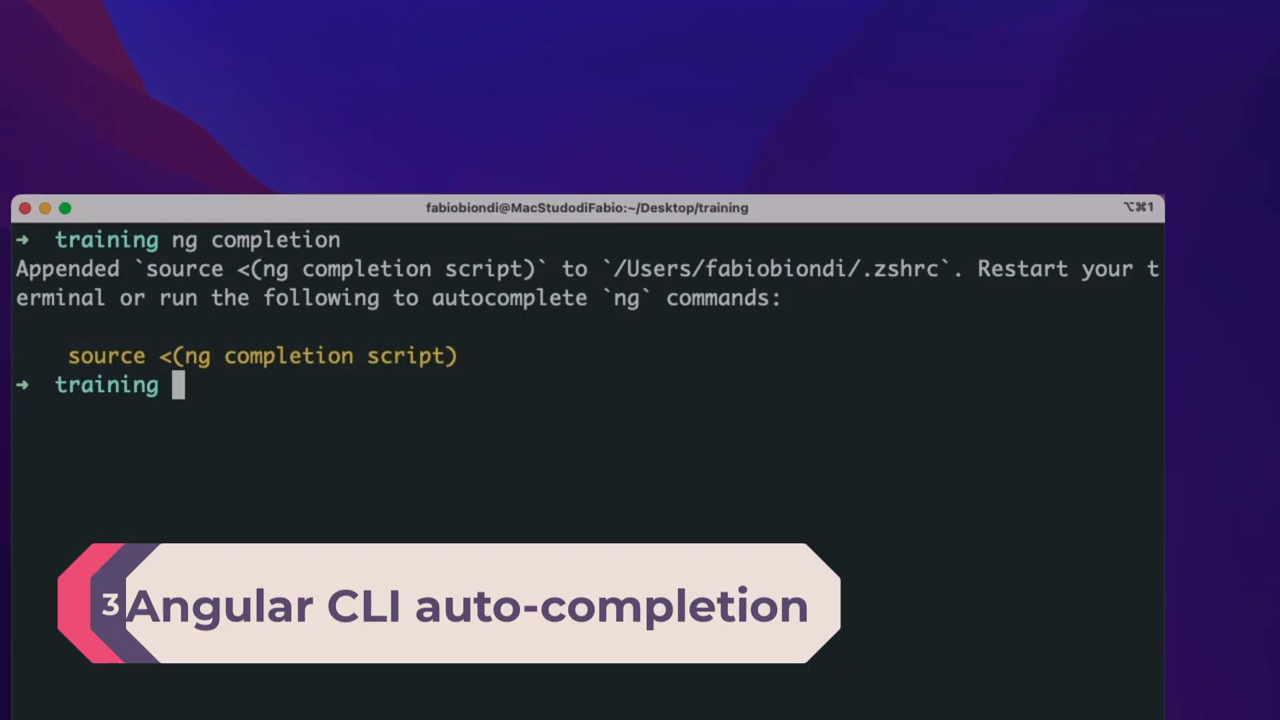 fabiobiondi@MacStudodiFabio:~/Desktop/training
⌥⌘1
➜ training ng completion
Appended `source <(ng completion script)` to `/Users/fabiobiondi/.zshrc`. Restart your t
erminal or run the following to autocomplete `ng` commands:
source <(ng completion script)
➜ training
3
Angular CLI auto-completion